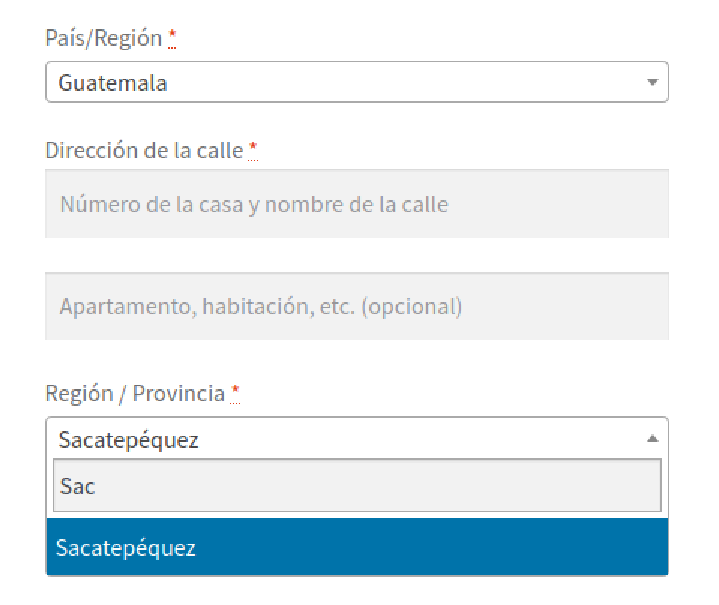 País/Región *
Guatemala
Dirección de la calle *
Número de la casa y nombre de la calle
Apartamento, habitación, etc. (opcional)
Región / Provincia *
Sacatepéquez
Sac
Sacatepéquez